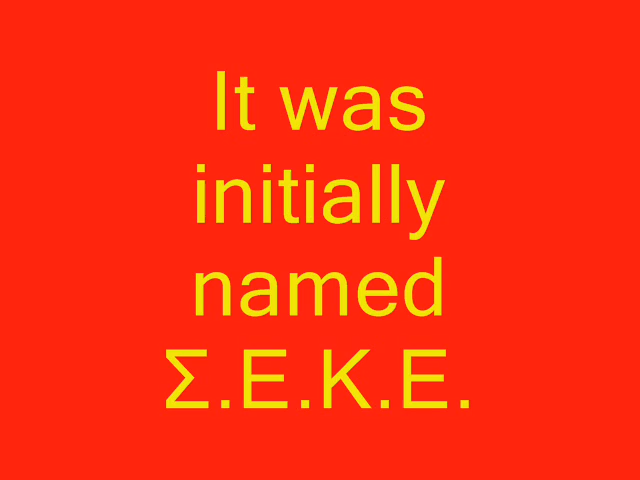 It was
initially
named
Σ.Ε.Κ.Ε.